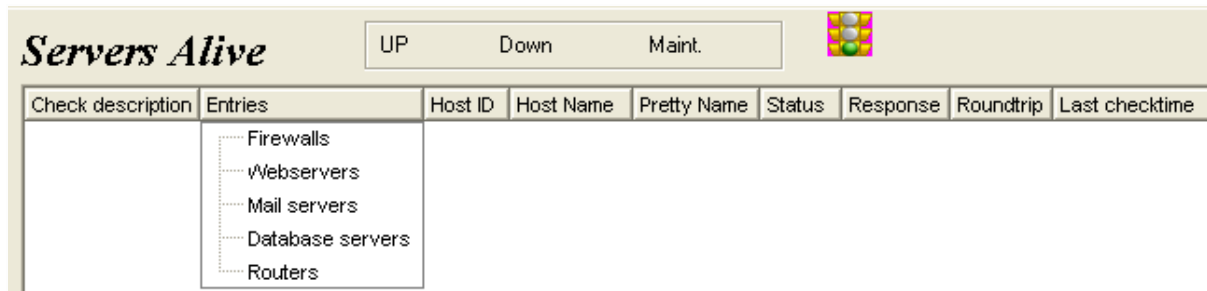 Servers Alive UP Down Maint.
Check description Entries Host ID Host Name Pretty Name Status Response Roundtrip Last checktime
Firewalls
Webservers
Mail servers
Database servers
Routers